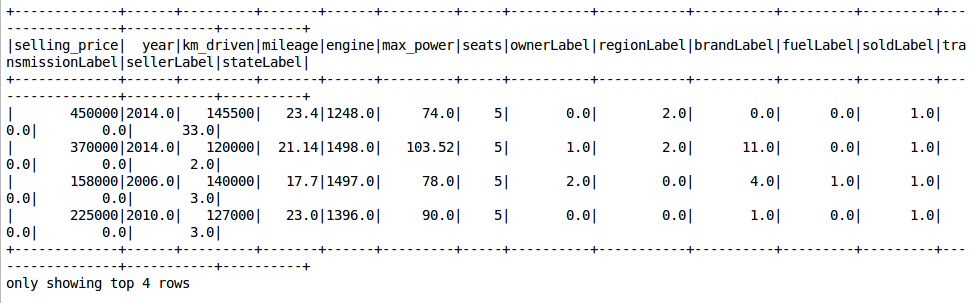 +-------------+------+---------+-------+------+---------+-----+----------+-----------+----------+---------+---------+---
--------------+-----------+----------+
|selling_price|  year|km_driven|mileage|engine|max_power|seats|ownerLabel|regionLabel|brandLabel|fuelLabel|soldLabel|tra
nsmissionLabel|sellerLabel|stateLabel|
+-------------+------+---------+-------+------+---------+-----+----------+-----------+----------+---------+---------+---
--------------+-----------+----------+
|       450000|2014.0|   145500|   23.4|1248.0|     74.0|    5|       0.0|        2.0|       0.0|      0.0|      1.0|
0.0|        0.0|      33.0|
|       370000|2014.0|   120000|  21.14|1498.0|   103.52|    5|       1.0|        2.0|      11.0|      0.0|      1.0|
0.0|        0.0|       2.0|
|       158000|2006.0|   140000|   17.7|1497.0|     78.0|    5|       2.0|        0.0|       4.0|      1.0|      1.0|
0.0|        0.0|       3.0|
|       225000|2010.0|   127000|   23.0|1396.0|     90.0|    5|       0.0|        0.0|       1.0|      0.0|      1.0|
0.0|        0.0|       3.0|
+-------------+------+---------+-------+------+---------+-----+----------+-----------+----------+---------+---------+---
--------------+-----------+----------+
only showing top 4 rows